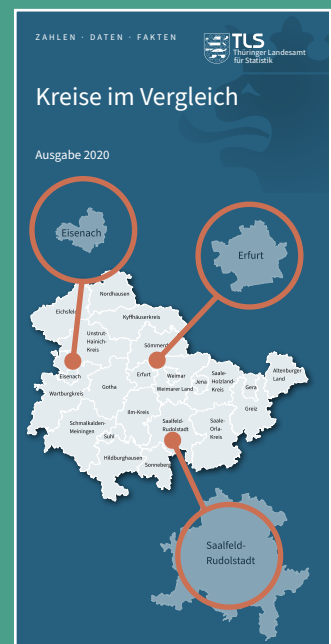 ZAHLEN · DATEN · FAKTEN
TLS
Thüringer Landesamt
für Statistik
Kreise im Vergleich
Ausgabe 2020
Eisenach
Erfurt
Nordhausen
Eichsfeld
Kyffhäuserkreis
Unstrut-
Hainich-
Kreis
Sömmerda
Eisenach
Erfurt
Weimar
Jena
Saale-
Holzland-
Kreis
Gera
Altenburger
Land
Gotha
Weimarer Land
Wartburgkreis
Greiz
Ilm-Kreis
Schmalkalden-
Meiningen
Suhl
Saalfeld-
Rudolstadt
Saale-
Orla-
Kreis
Hildburghausen
Sonneberg
Saalfeld-
Rudolstadt